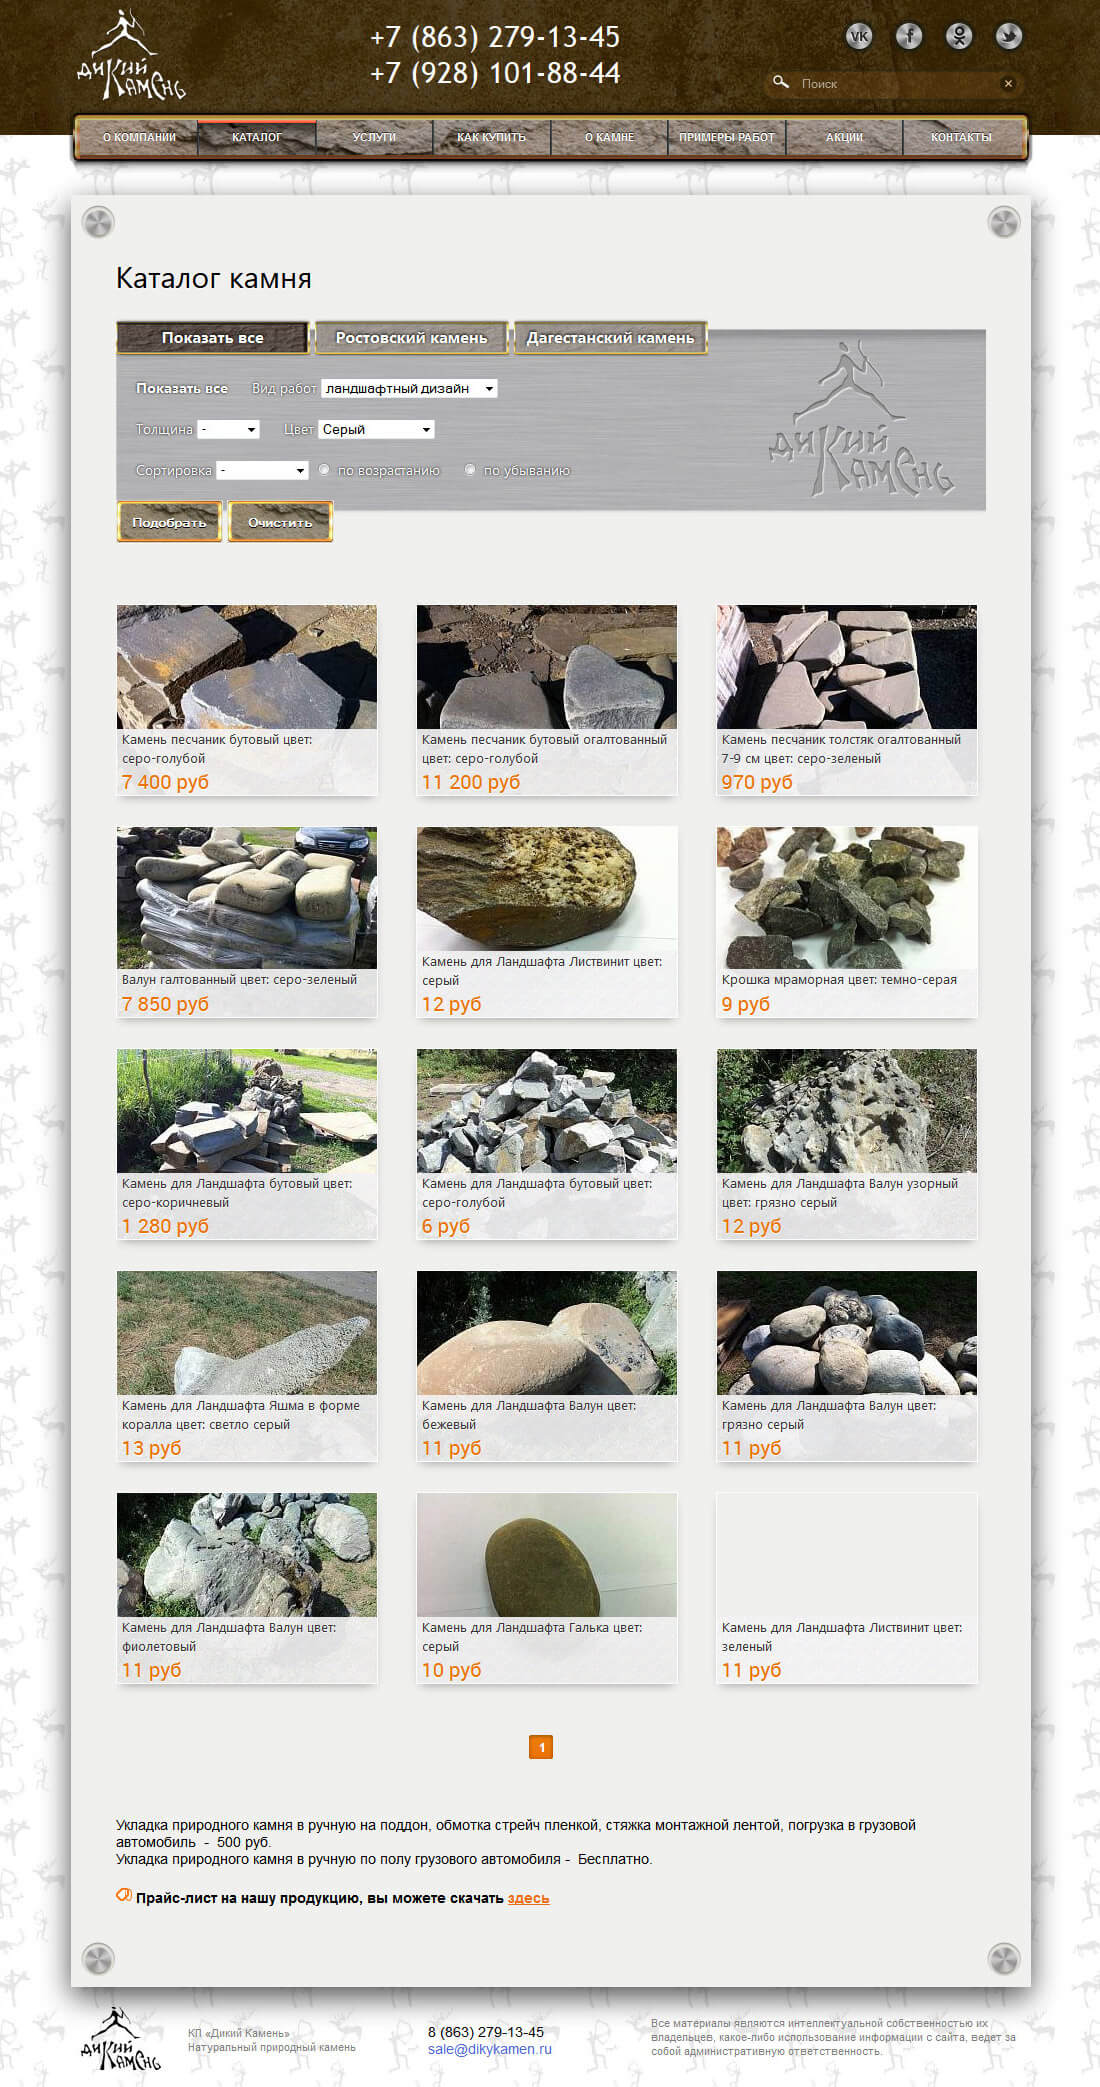 дикий камень
+7 (863) 279-13-45
+7 (928) 101-88-44
VK f
Поиск
О КОМПАНИИ КАТАЛОГ УСЛУГИ КАК КУПИТЬ О КАМНЕ ПРИМЕРЫ РАБОТ АКЦИИ КОНТАКТЫ
Каталог камня
Показать все Ростовский камень Дагестанский камень
Показать все Вид работ ландшафтный дизайн
Толщина - Цвет Серый
Сортировка - по возрастанию по убыванию
дикий камень
Подобрать Очистить
Камень песчаник бутовый цвет:
серо-голубой
7 400 руб
Камень песчаник бутовый огалтованный
цвет: серо-голубой
11 200 руб
Камень песчаник толстяк огалтованный
7-9 см цвет: серо-зеленый
970 руб
Валун галтованный цвет: серо-зеленый
7 850 руб
Камень для Ландшафта Листвинит цвет:
серый
12 руб
Крошка мраморная цвет: темно-серая
9 руб
Камень для Ландшафта бутовый цвет:
серо-коричневый
1 280 руб
Камень для Ландшафта бутовый цвет:
серо-голубой
6 руб
Камень для Ландшафта Валун узорный
цвет: грязно серый
12 руб
Камень для Ландшафта Яшма в форме
коралла цвет: светло серый
13 руб
Камень для Ландшафта Валун цвет:
бежевый
11 руб
Камень для Ландшафта Валун цвет:
грязно серый
11 руб
Камень для Ландшафта Валун цвет:
фиолетовый
11 руб
Камень для Ландшафта Галька цвет:
серый
10 руб
Камень для Ландшафта Листвинит цвет:
зеленый
11 руб
1
Укладка природного камня в ручную на поддон, обмотка стрейч пленкой, стяжка монтажной лентой, погрузка в грузовой
автомобиль - 500 руб.
Укладка природного камня в ручную по полу грузового автомобиля - Бесплатно.
Прайс-лист на нашу продукцию, вы можете скачать здесь
дикий камень
КП «Дикий Камень»
Натуральный природный камень
8 (863) 279-13-45
sale@dikykamen.ru
Все материалы являются интеллектуальной собственностью их
владельцев, какое-либо использование информации с сайта, ведет за
собой административную ответственность.